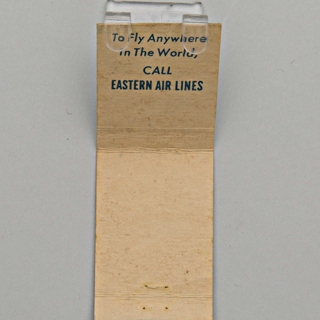 To Fly Anywhere
in The World,
CALL
EASTERN AIR LINES